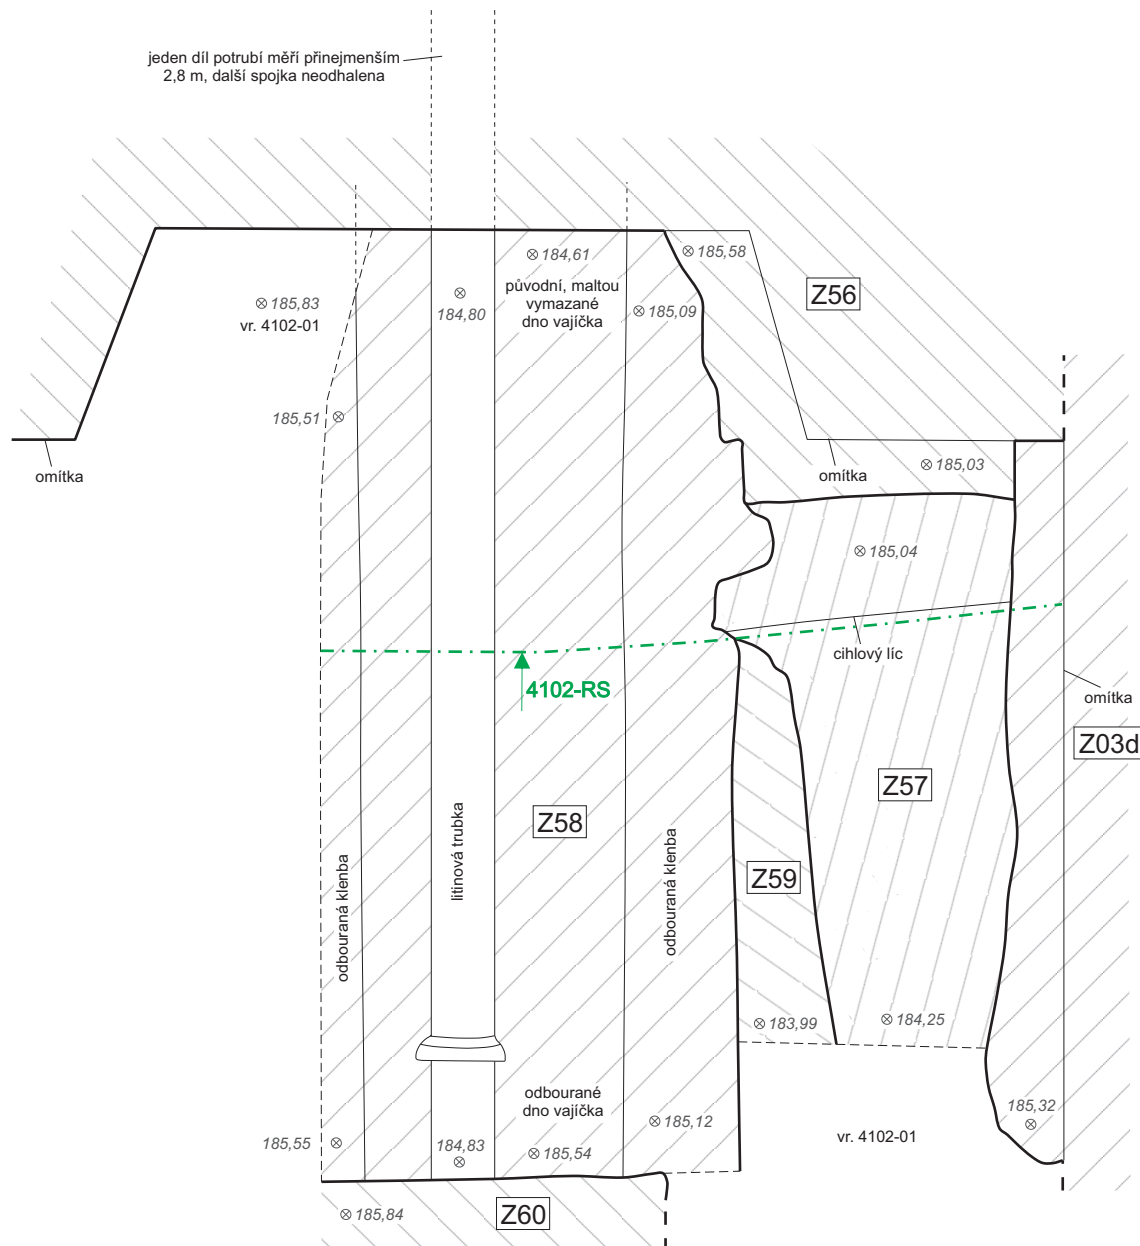 jeden díl potrubí měří přinejmenším
2,8 m, další spojka neodhalena
184,61
185,58
původní, maltou
vymazané
dno vajíčka
Z56
185,83
vr. 4102-01
184,80
185,09
185,51
omítka
omítka
185,03
185,04
cihlový líc
4102-RS
omítka
Z03d
Z57
Z58
litinová trubka
odbouraná klenba
odbouraná klenba
Z59
183,99
184,25
odbourané
dno vajíčka
185,32
185,12
vr. 4102-01
185,55
184,83
185,54
185,84
Z60